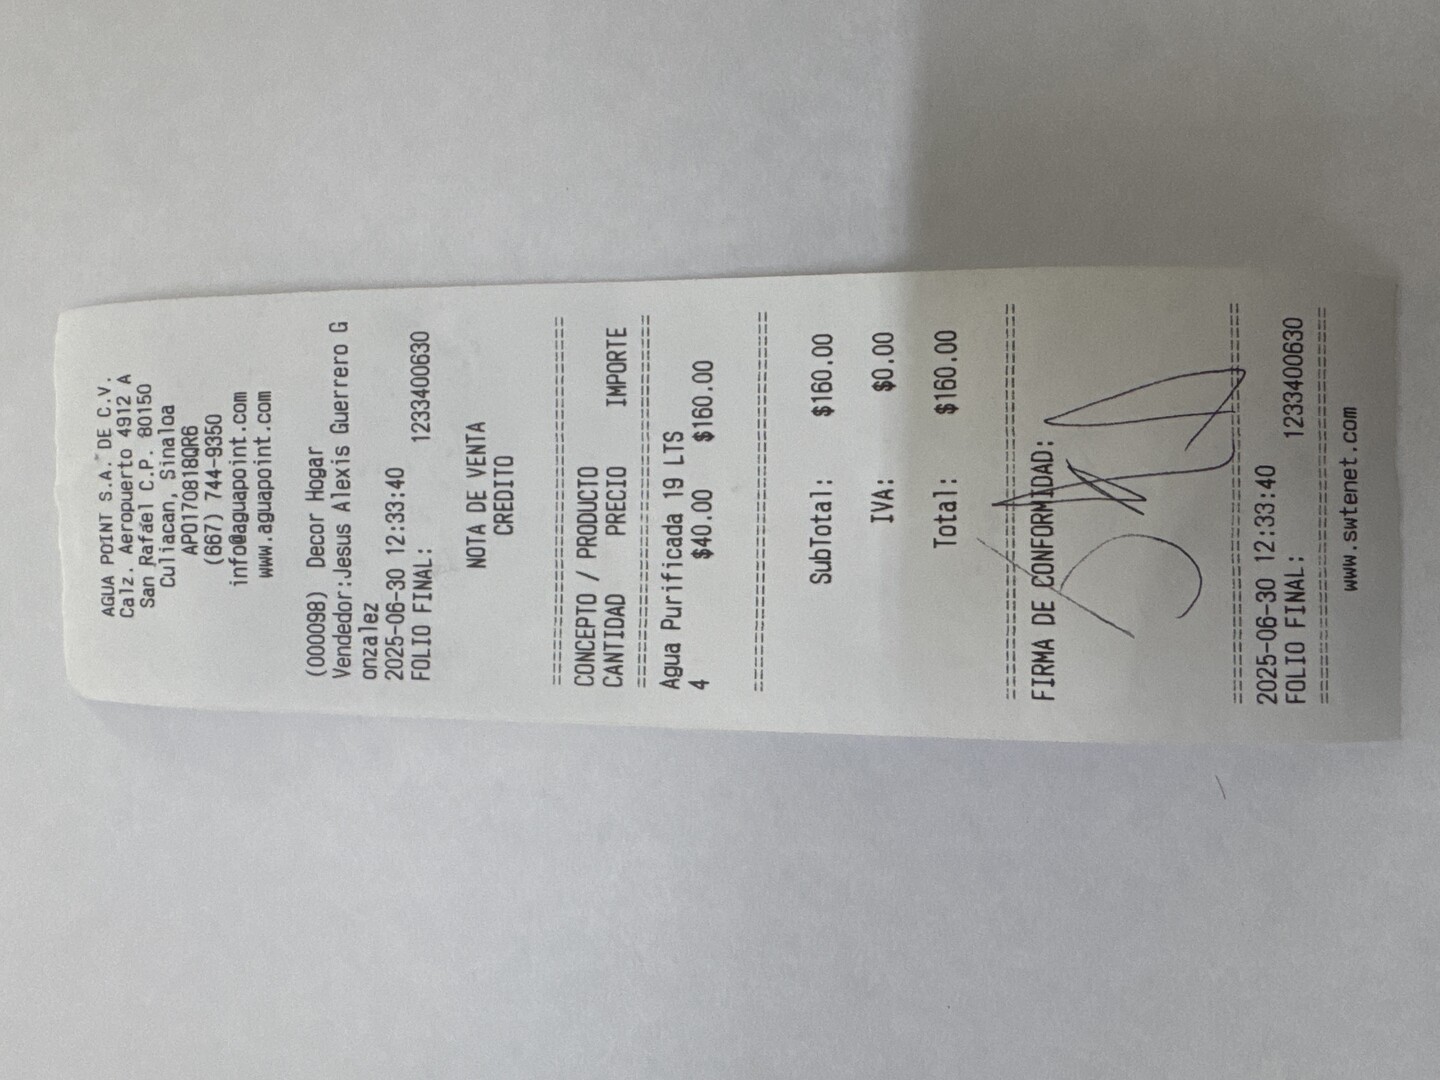 AGUA POINT S.A. DE C.V.
Calz. Aeropuerto 4912 A
San Rafael C.P. 80150
Culiacan, Sinaloa
APO170818QR6
(667) 744-9350
info@aguapoint.com
www.aguapoint.com
(000098) Decor Hogar
Vendedor:Jesus Alexis Guerrero G
onzalez
2025-06-30 12:33:40
FOLIO FINAL: 1233400630
NOTA DE VENTA
CREDITO
================================
CONCEPTO / PRODUCTO
CANTIDAD PRECIO IMPORTE
================================
Agua Purificada 19 LTS
4 $40.00 $160.00
================================
SubTotal: $160.00
IVA: $0.00
Total: $160.00
================================
FIRMA DE CONFORMIDAD:
================================
2025-06-30 12:33:40
FOLIO FINAL: 1233400630
================================
www.swtenet.com